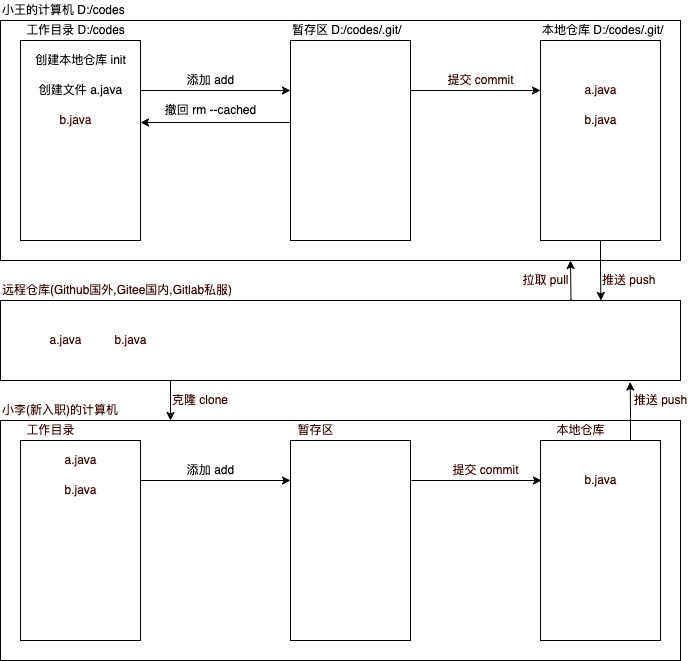 小王的计算机 D:/codes
工作目录 D:/codes
暂存区 D:/codes/.git/
本地仓库 D:/codes/.git/
创建本地仓库 init
创建文件 a.java
添加 add
提交 commit
a.java
撤回 rm --cached
b.java
b.java
拉取 pull
推送 push
远程仓库(Github国外,Gitee国内,Gitlab私服)
a.java
b.java
克隆 clone
推送 push
小李(新入职)的计算机
工作目录
暂存区
本地仓库
a.java
添加 add
提交 commit
b.java
b.java